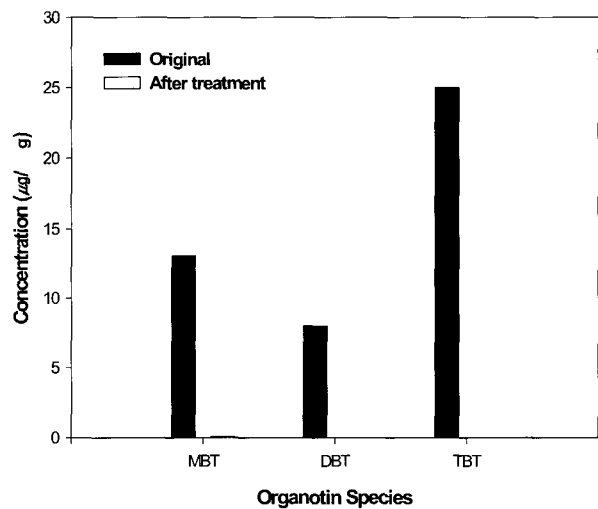 30
25
20
15
10
5
0
Concentration (μg/ g)
Original
After treatment
MBT DBT TBT
Organotin Species